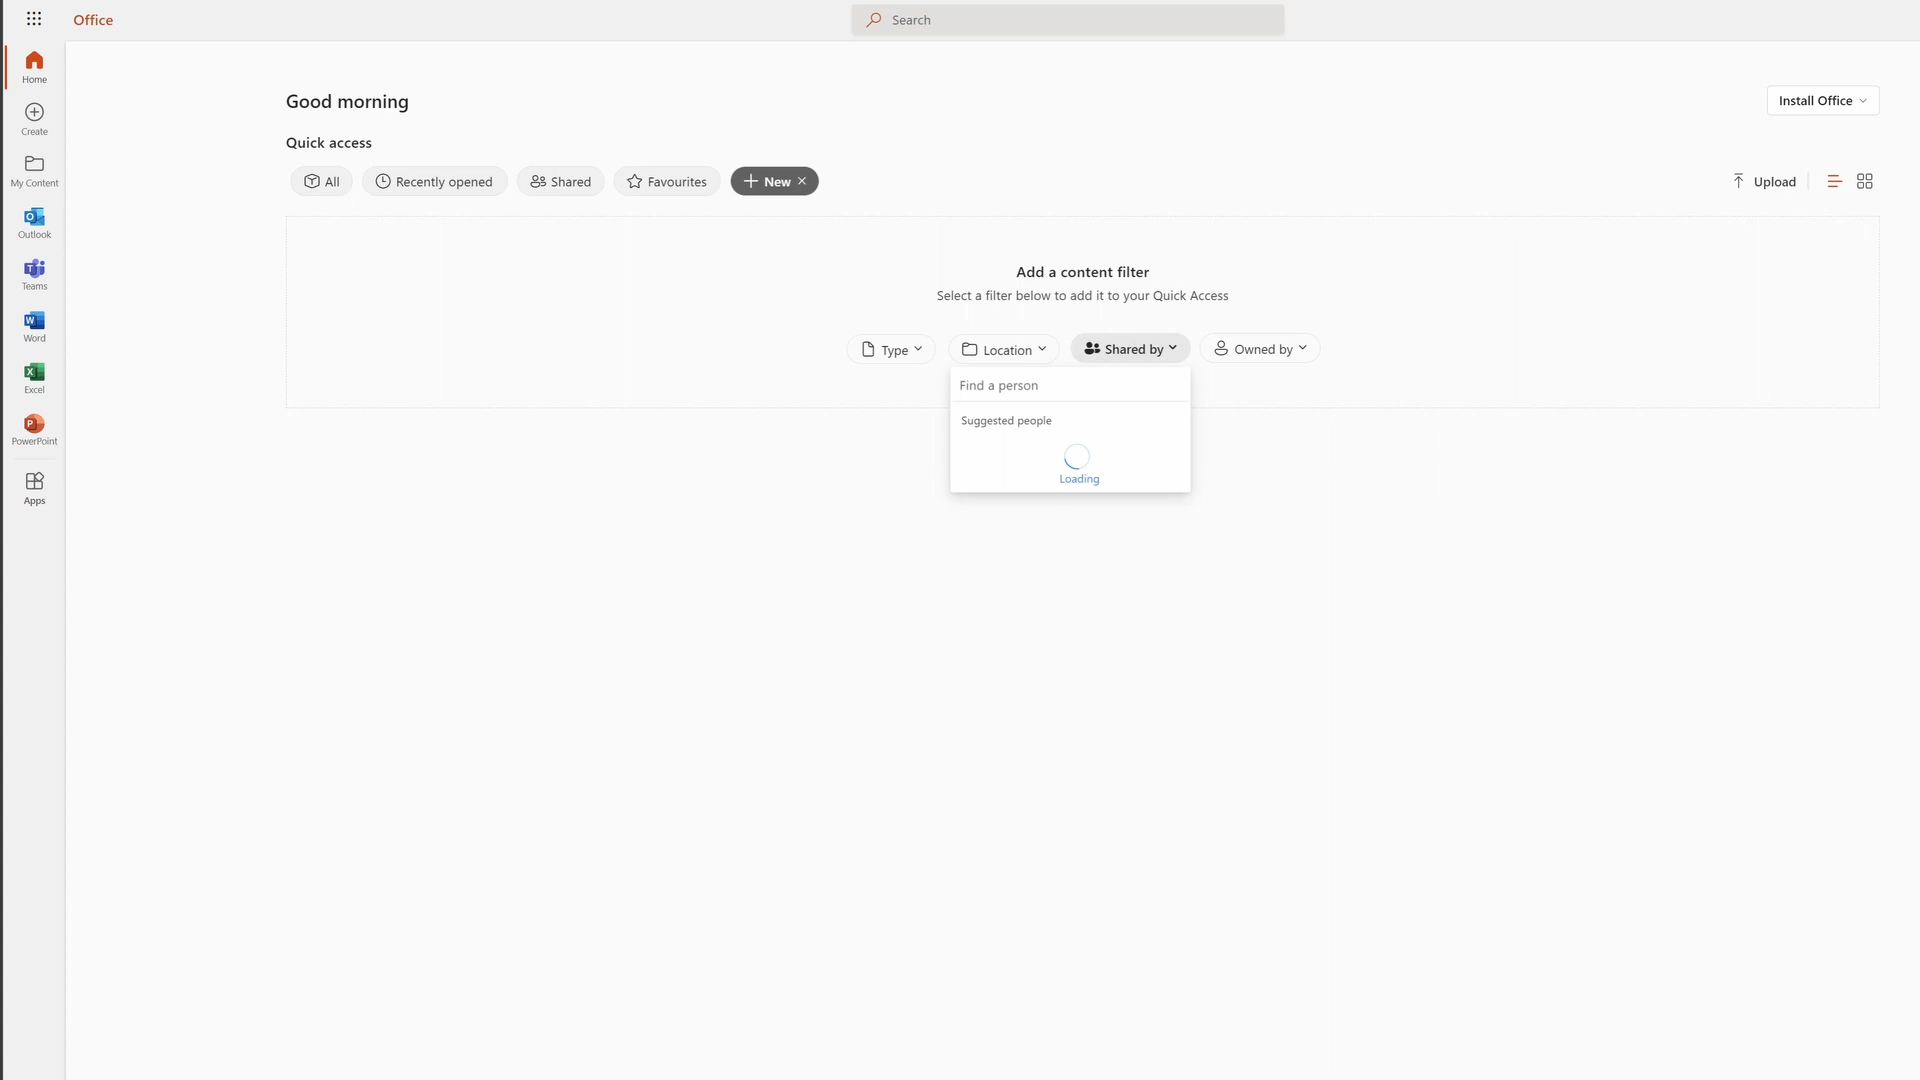 Office
Search
Home
Create
My Content
Outlook
Teams
Word
Excel
PowerPoint
Apps
Good morning
Install Office
Quick access
All
Recently opened
Shared
Favourites
New
Upload
Add a content filter
Select a filter below to add it to your Quick Access
Type
Location
Shared by
Owned by
Find a person
Suggested people
Loading